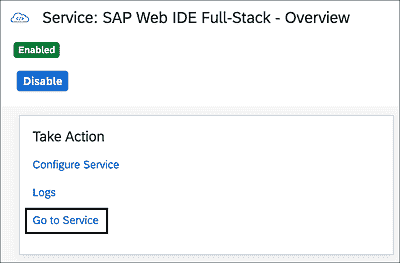 Service: SAP Web IDE Full-Stack - Overview
Enabled
Disable
Take Action
Configure Service
Logs
Go to Service